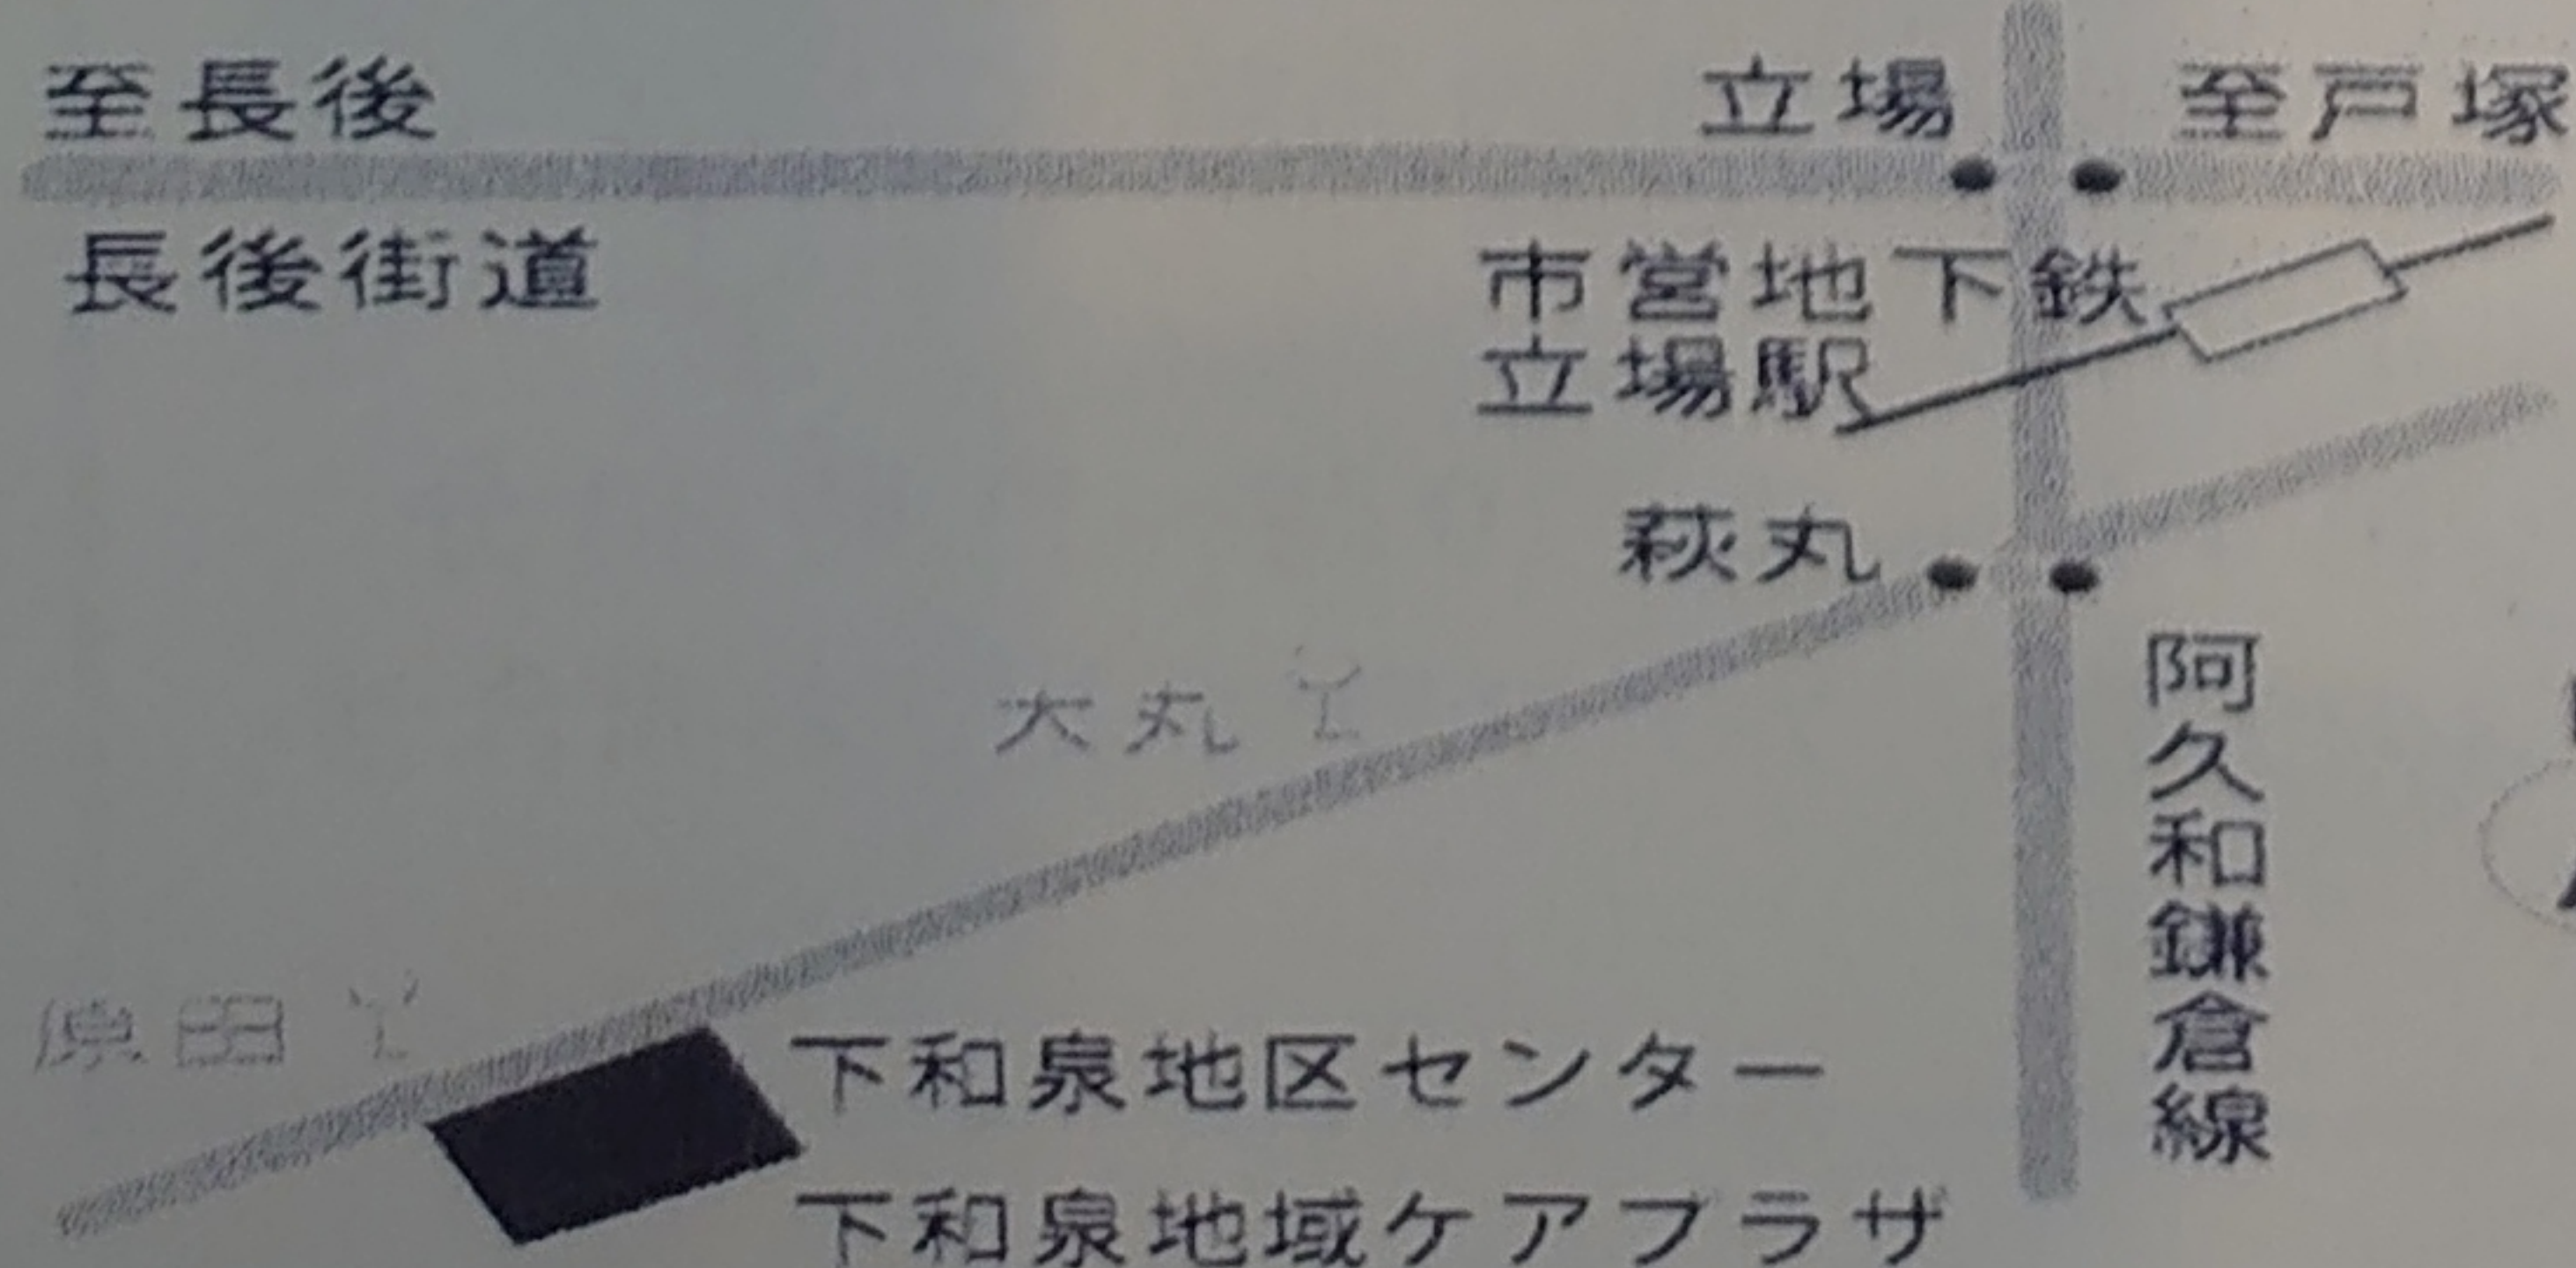 至長後
立場
至戸塚
長後街道
市営地下鉄
立場駅
萩丸
大丸
阿久和鎌倉線
原田
下和泉地区センター
下和泉地域ケアプラザ